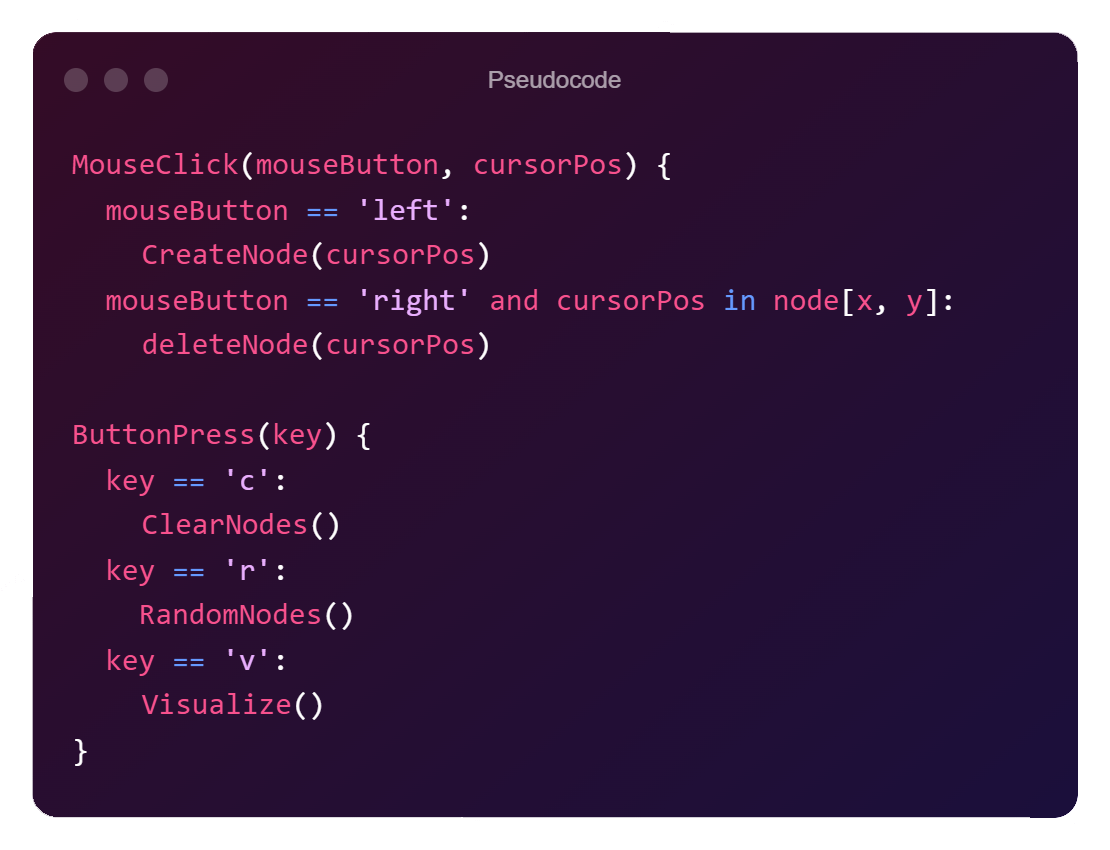 Pseudocode
MouseClick(mouseButton, cursorPos) {
  mouseButton == 'left':
    CreateNode(cursorPos)
  mouseButton == 'right' and cursorPos in node[x, y]:
    deleteNode(cursorPos)

ButtonPress(key) {
  key == 'c':
    ClearNodes()
  key == 'r':
    RandomNodes()
  key == 'v':
    Visualize()
}